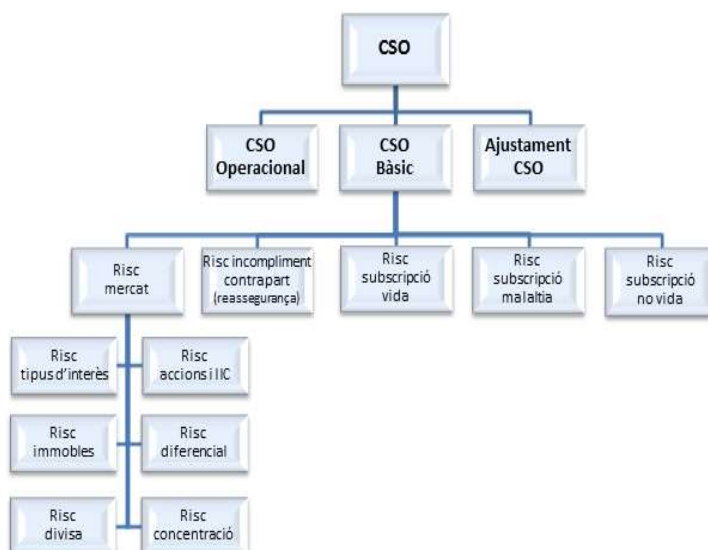 CSO
CSO
Operacional
CSO
Bàsic
Ajustament
CSO
Risc
mercat
Risc incompliment
contrapart
(reassegurança)
Risc
subscripció
vida
Risc
subscripció
malaltia
Risc
subscripció
no vida
Risc
tipus d'interès
Risc
accions i IIC
Risc
immobles
Risc
diferencial
Risc
divisa
Risc
concentració